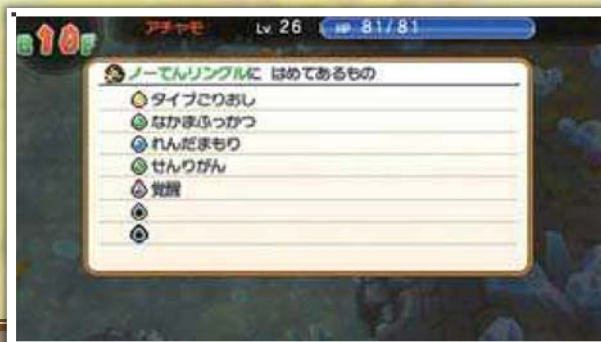 B10F アチャモ Lv 26 HP 81/81
ノーてんリングルに はめてあるもの
タイプごりおし
なかまふっかつ
れんだまもり
せんりがん
覚醒